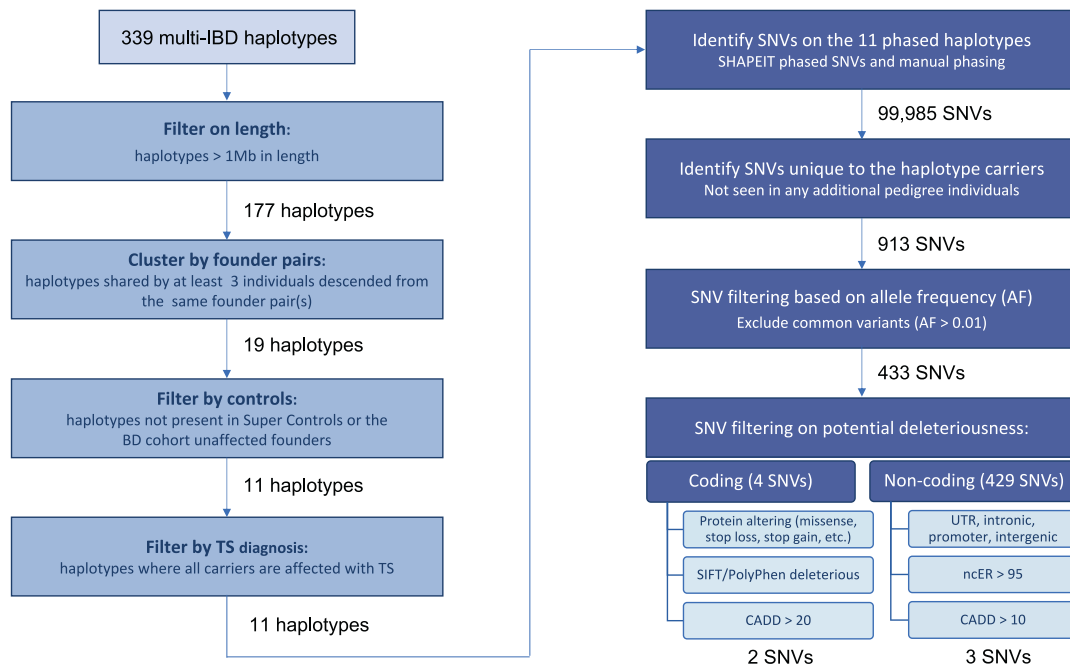 339 multi-IBD haplotypes
Filter on length:
haplotypes > 1Mb in length
177 haplotypes
Cluster by founder pairs:
haplotypes shared by at least 3 individuals descended from
the same founder pair(s)
19 haplotypes
Filter by controls:
haplotypes not present in Super Controls or the
BD cohort unaffected founders
11 haplotypes
Filter by TS diagnosis:
haplotypes where all carriers are affected with TS
11 haplotypes
Identify SNVs on the 11 phased haplotypes
SHAPEIT phased SNVs and manual phasing
99,985 SNVs
Identify SNVs unique to the haplotype carriers
Not seen in any additional pedigree individuals
913 SNVs
SNV filtering based on allele frequency (AF)
Exclude common variants (AF > 0.01)
433 SNVs
SNV filtering on potential deleteriousness:
Coding (4 SNVs)
Protein altering (missense,
stop loss, stop gain, etc.)
SIFT/PolyPhen deleterious
CADD > 20
2 SNVs
Non-coding (429 SNVs)
UTR, intronic,
promoter, intergenic
ncER > 95
CADD > 10
3 SNVs